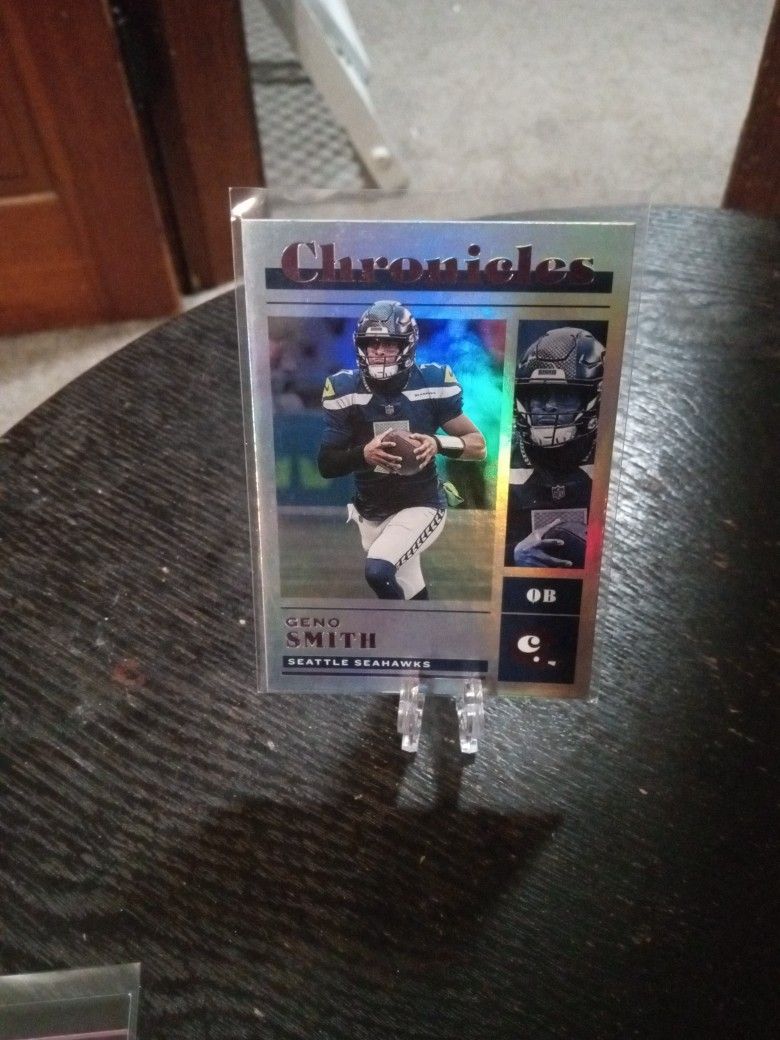 Chronicles
QB
GENO
SMITH
C.
SEATTLE SEAHAWKS